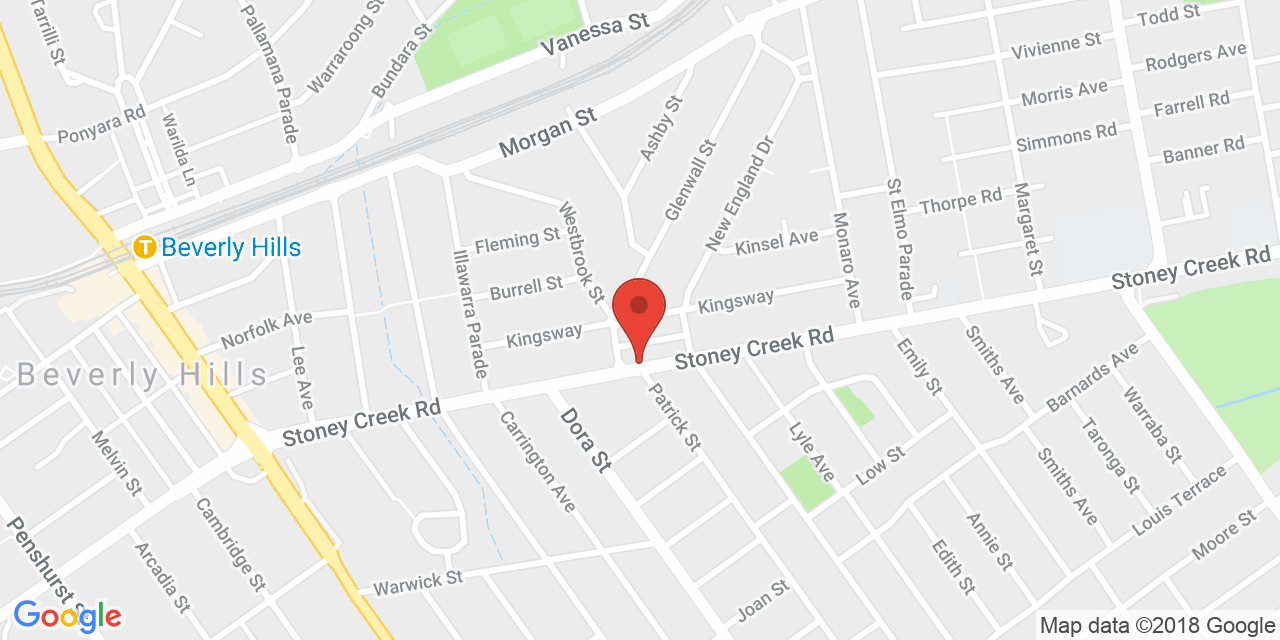 Tarrilli St
Pallamana Parade
Warraroong St
Bundara St
Vanessa St
Todd St
Vivienne St
Rodgers Ave
Morris Ave
Farrell Rd
Simmons Rd
Banner Rd
Ponyara Rd
Warilda Ln
Morgan St
Ashby St
Glenwall St
New England Dr
Thorpe Rd
St Elmo Parade
Margaret St
Monaro Ave
Kinsel Ave
T
Beverly Hills
Fleming St
Westbrook St
Illawarra Parade
Burrell St
Kingsway
Kingsway
Stoney Creek Rd
Norfolk Ave
Lee Ave
Beverly Hills
Stoney Creek Rd
Stoney Creek Rd
Emily St
Smiths Ave
Barnards Ave
Warraba St
Taronga St
Smiths Ave
Louis Terrace
Moore St
Low St
Lyle Ave
Patrick St
Dora St
Carrington Ave
Melvin St
Cambridge St
Arcadia St
Penshurst St
Warwick St
Joan St
Edith St
Annie St
Google
Map data ©2018 Google